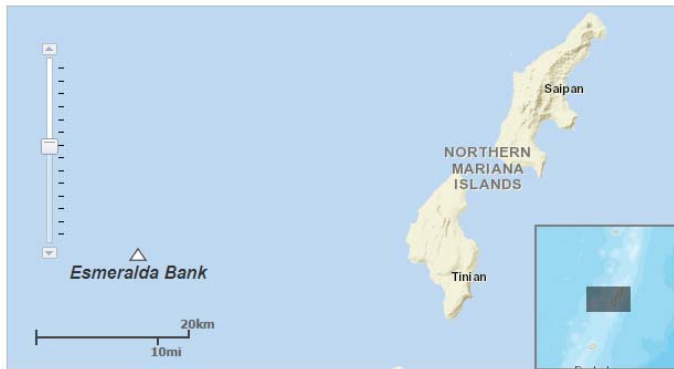 Saipan
NORTHERN
MARIANA
ISLANDS
Esmeralda Bank
Tinian
20km
10mi